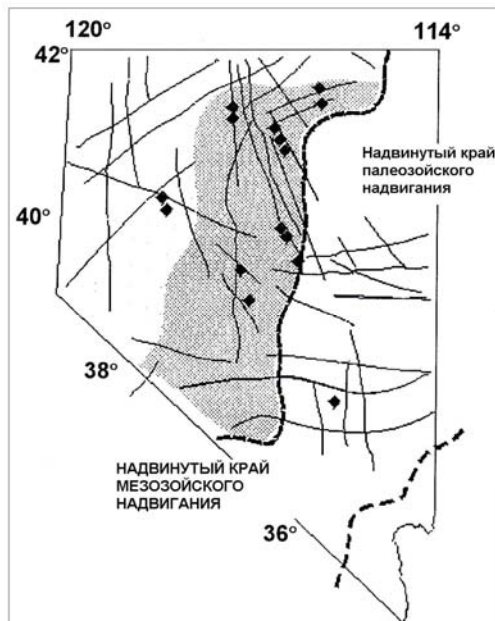 120°
114°
42°
Надвинутый край
палеозойского
надвигания
40°
38°
НАДВИНУТЫЙ КРАЙ
МЕЗОЗОЙСКОГО
НАДВИГАНИЯ
36°